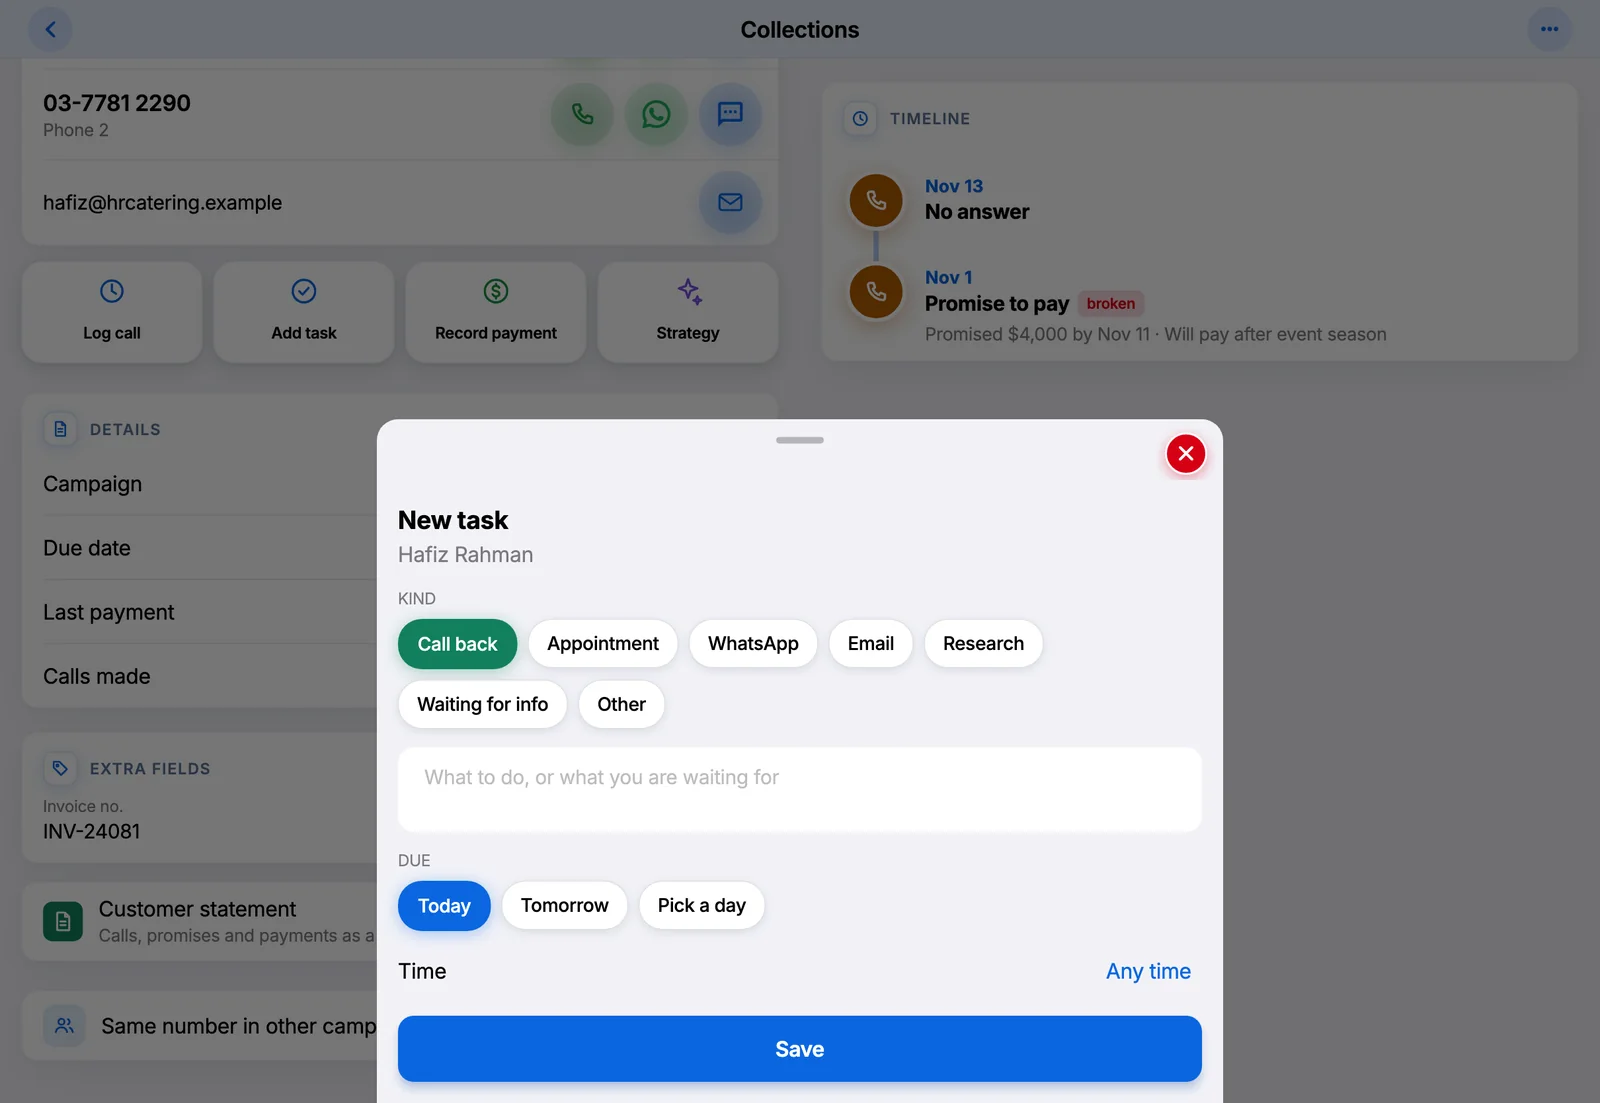 Collections
03-7781 2290
Phone 2
hafiz@hrcatering.example
Log call
Add task
Record payment
Strategy
TIMELINE
Nov 13
No answer
Nov 1
Promise to pay broken
Promised $4,000 by Nov 11 · Will pay after event season
DETAILS
Campaign
Due date
Last payment
Calls made
EXTRA FIELDS
Invoice no.
INV-24081
Customer statement
Calls, promises and payments as a
Same number in other camp
New task
Hafiz Rahman
KIND
Call back
Appointment
WhatsApp
Email
Research
Waiting for info
Other
What to do, or what you are waiting for
DUE
Today
Tomorrow
Pick a day
Time
Any time
Save